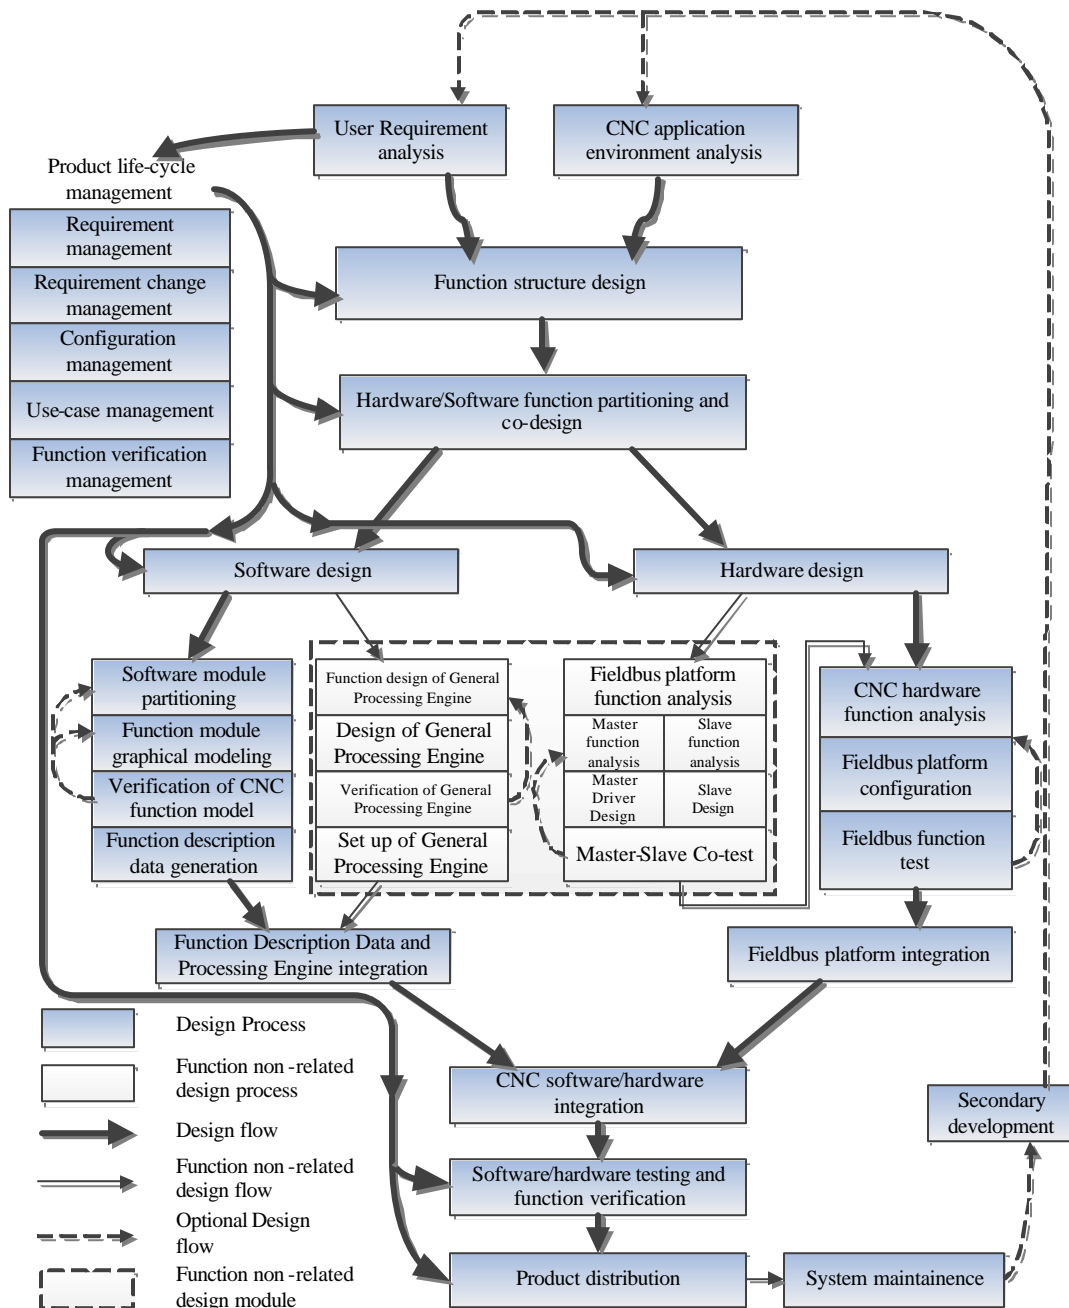 User Requirement
analysis
CNC application
environment analysis
Product life-cycle
management
Requirement
management
Requirement change
management
Configuration
management
Use-case management
Function verification
management
Function structure design
Hardware/Software function partitioning and
co-design
Software design
Hardware design
Software module
partitioning
Function module
graphical modeling
Verification of CNC
function model
Function description
data generation
Function design of General
Processing Engine
Design of General
Processing Engine
Verification of General
Processing Engine
Set up of General
Processing Engine
Fieldbus platform
function analysis
Master
function
analysis
Slave
function
analysis
Master
Driver
Design
Slave
Design
Master-Slave Co-test
CNC hardware
function analysis
Fieldbus platform
configuration
Fieldbus function
test
Function Description Data and
Processing Engine integration
Fieldbus platform integration
CNC software/hardware
integration
Software/hardware testing and
function verification
Product distribution
System maintainence
Secondary
development
Design Process
Function non -related
design process
Design flow
Function non -related
design flow
Optional Design
flow
Function non -related
design module